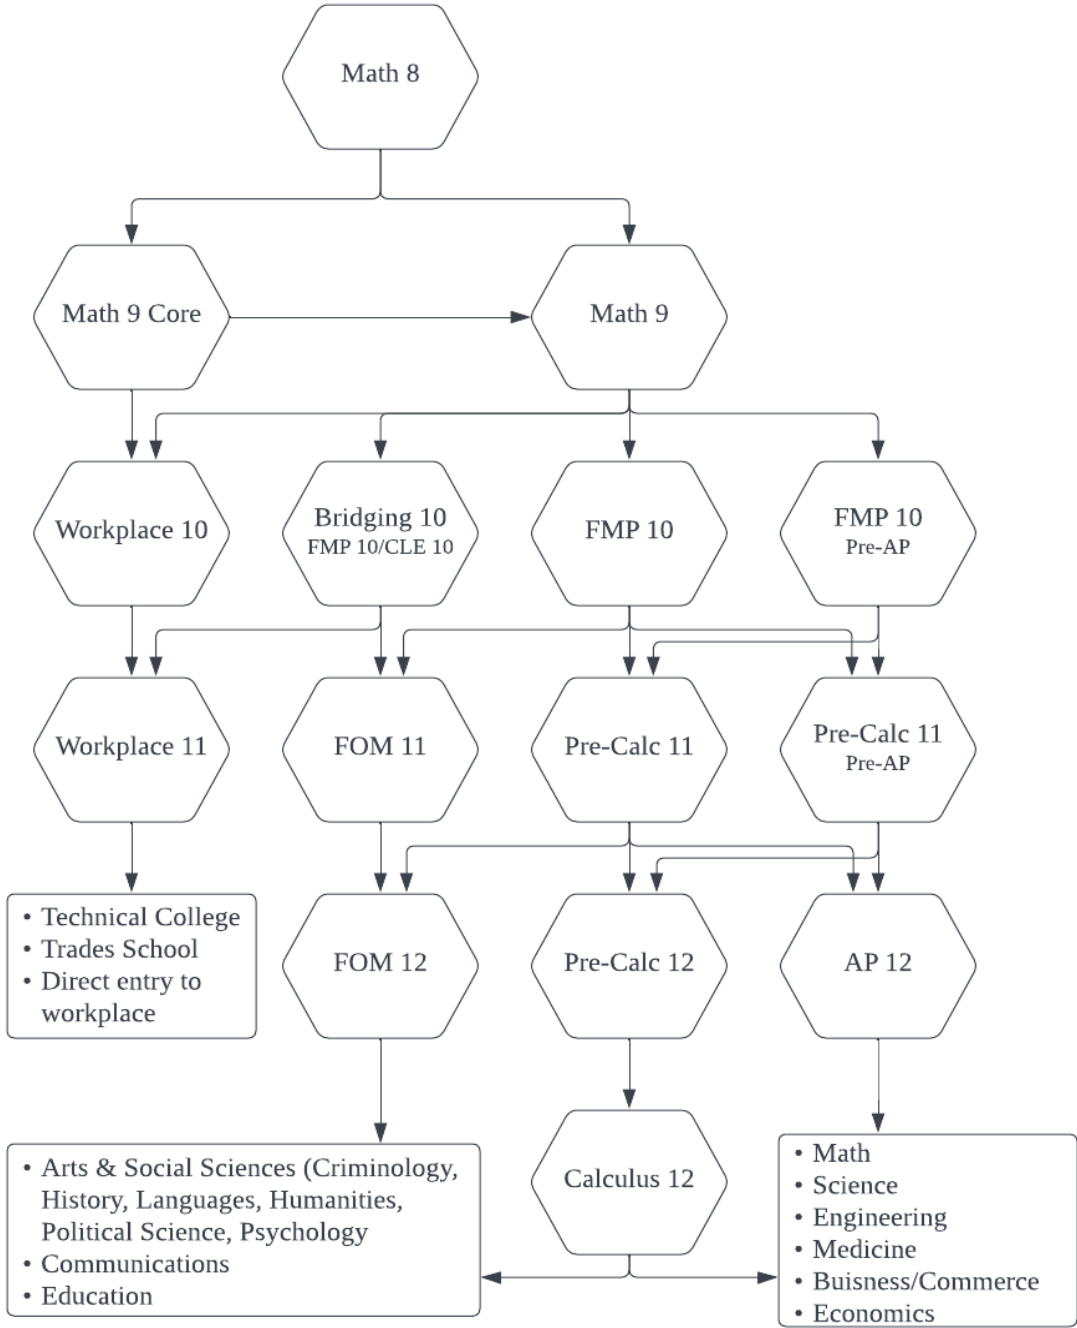 Math 8
Math 9 Core
Math 9
Workplace 10
Bridging 10
FMP 10/CLE 10
FMP 10
FMP 10
Pre-AP
Workplace 11
FOM 11
Pre-Calc 11
Pre-Calc 11
Pre-AP
• Technical College
• Trades School
• Direct entry to
workplace
FOM 12
Pre-Calc 12
AP 12
• Arts & Social Sciences (Criminology,
History, Languages, Humanities,
Political Science, Psychology
• Communications
• Education
Calculus 12
• Math
• Science
• Engineering
• Medicine
• Buisness/Commerce
• Economics